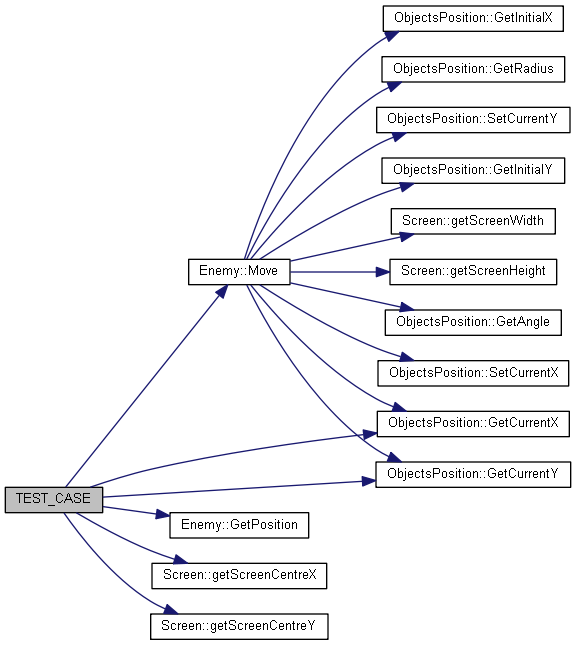 ObjectsPosition::GetInitialX
ObjectsPosition::GetRadius
ObjectsPosition::SetCurrentY
ObjectsPosition::GetInitialY
Screen::getScreenWidth
Enemy::Move
Screen::getScreenHeight
ObjectsPosition::GetAngle
ObjectsPosition::SetCurrentX
ObjectsPosition::GetCurrentX
ObjectsPosition::GetCurrentY
TEST_CASE
Enemy::GetPosition
Screen::getScreenCentreX
Screen::getScreenCentreY